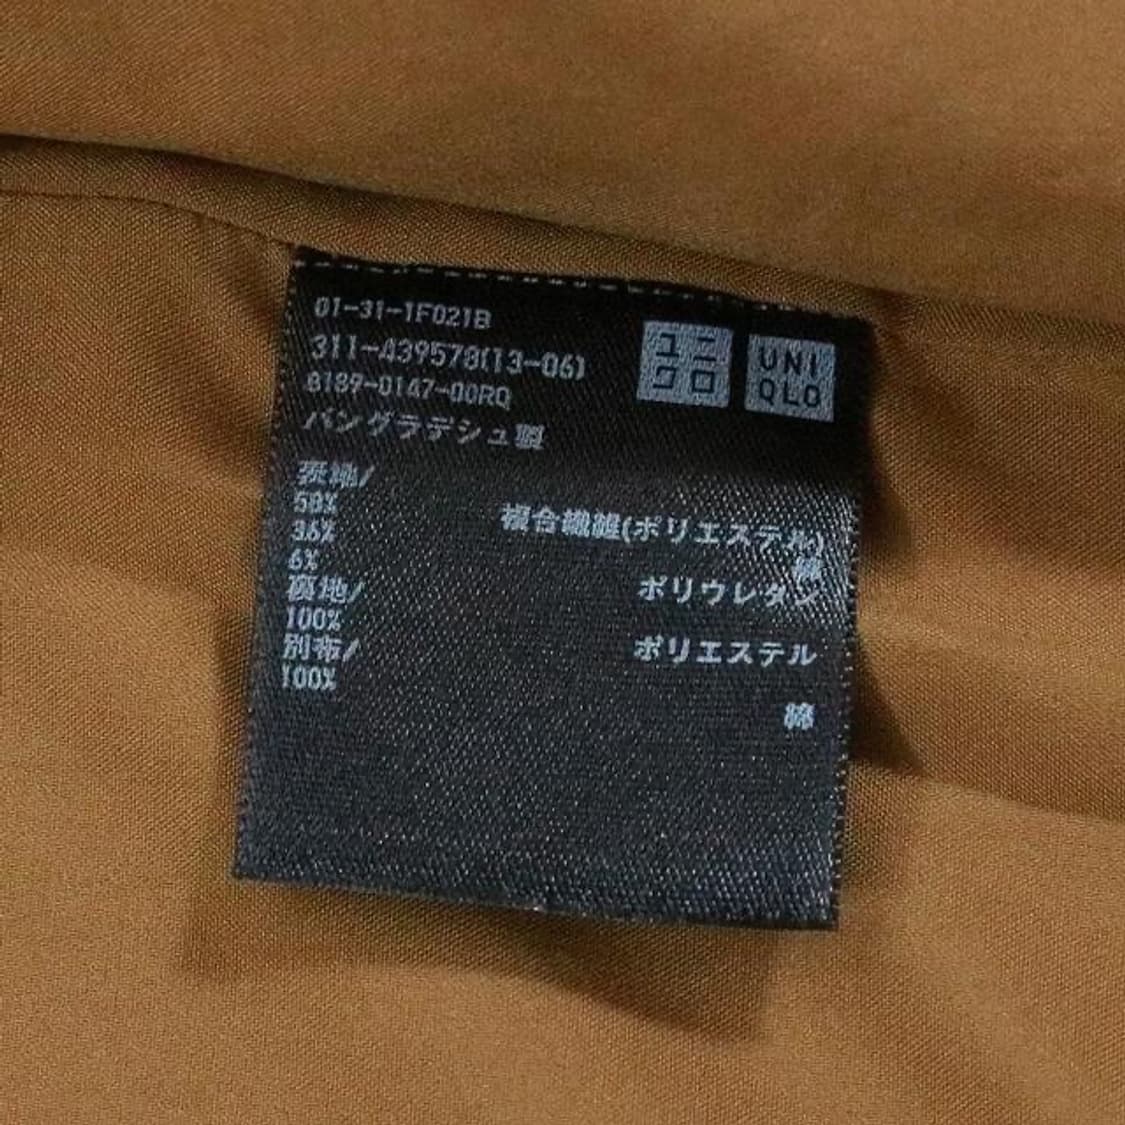 01-31-1F021B
311-439578(13-06)
8189-0147-00RQ
バングラデシュ製
ユニ
クロ
UNI
QLO
表地/
58% 複合繊維(ポリエステル)
36% 綿
6% ポリウレタン
裏地/
100% ポリエステル
別布/
100% 綿